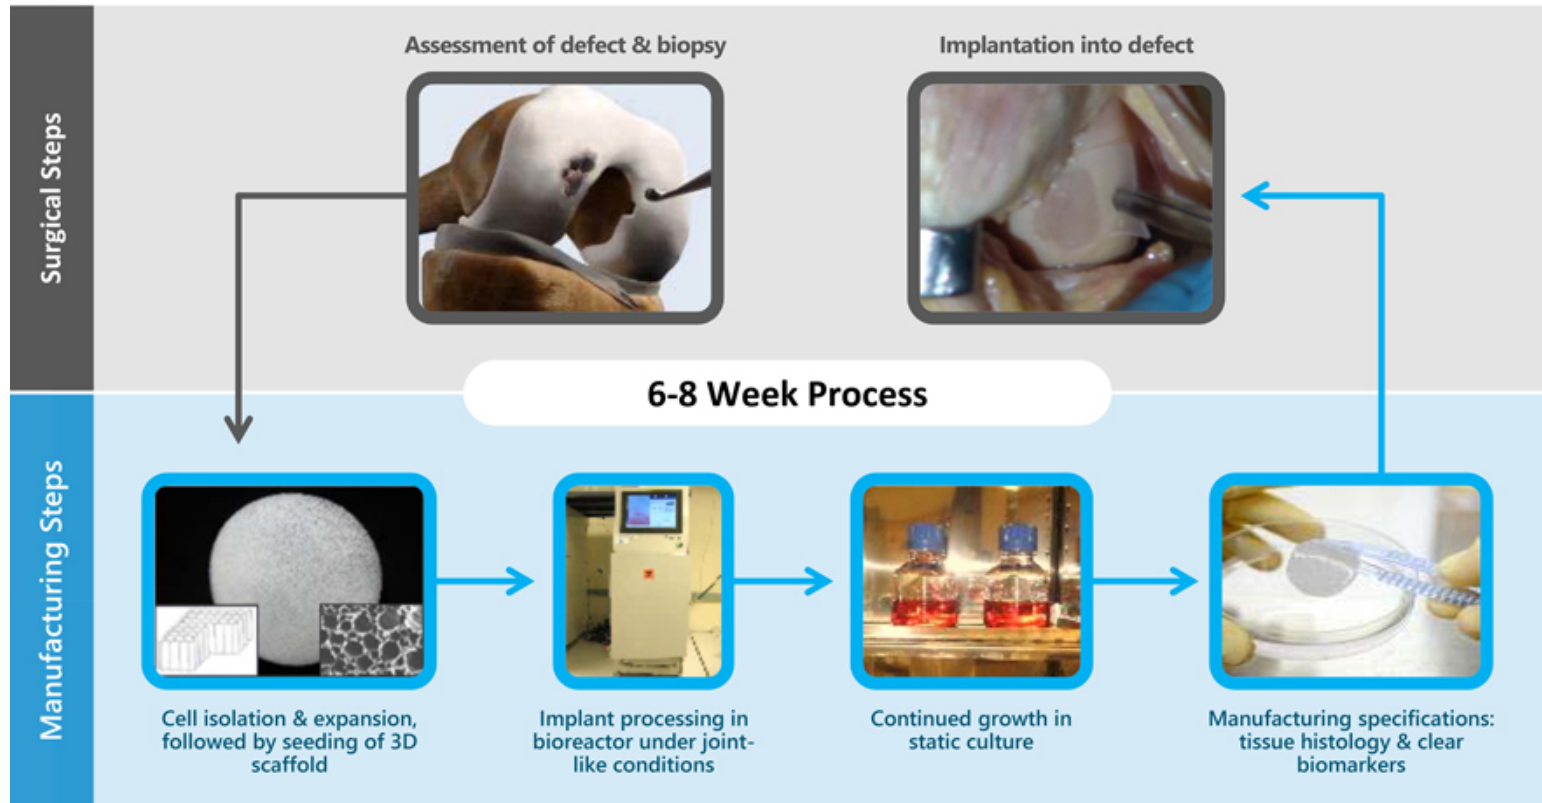 Surgical Steps
Assessment of defect & biopsy
Implantation into defect
6-8 Week Process
Manufacturing Steps
Cell isolation & expansion,
followed by seeding of 3D
scaffold
Implant processing in
bioreactor under joint-
like conditions
Continued growth in
static culture
Manufacturing specifications:
tissue histology & clear
biomarkers